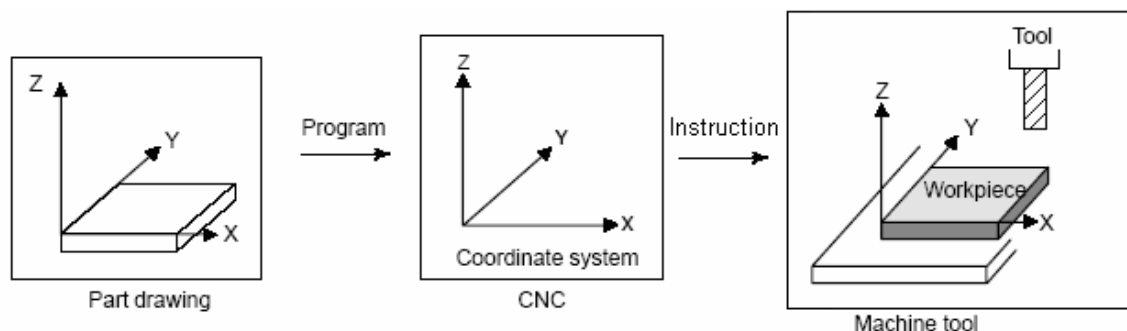 Z
Y
X
Part drawing
Program
Z
Y
X
Coordinate system
CNC
Instruction
Tool
Z
Y
Workpiece
X
Machine tool